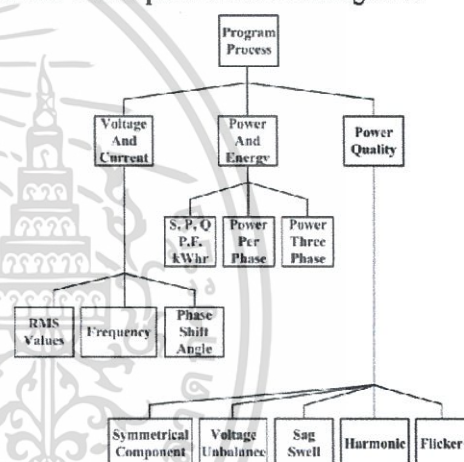 Program
Process
Voltage
And
Current
Power
And
Energy
Power
Quality
S, P, Q
P.F.
kWhr
Power
Per
Phase
Power
Three
Phase
RMS
Values
Frequency
Phase
Shift
Angle
Symmetrical
Component
Voltage
Unbalance
Sag
Swell
Harmonic
Flicker